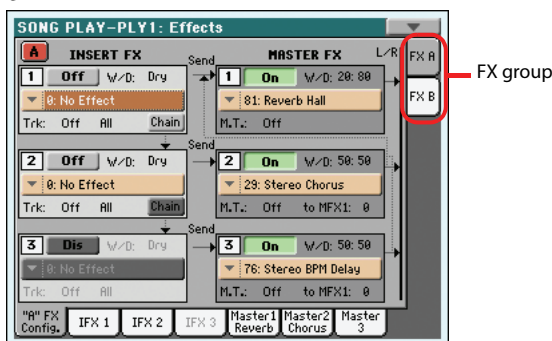 SONG PLAY-PLY1: Effects
A INSERT FX Send MASTER FX L/R FX A
1 Off W/D: Dry 1 On W/D: 20:80
0: No Effect 81: Reverb Hall FX B
Trk: Off All Chain M.T.: Off
Send
2 Off W/D: Dry 2 On W/D: 50:50
0: No Effect 29: Stereo Chorus
Trk: Off All Chain M.T.: Off to MFX1: 0
Send
3 Dis W/D: Dry 3 On W/D: 50:50
0: No Effect 76: Stereo BPM Delay
Trk: Off All M.T.: Off to MFX1: 0
"A" FX Config. IFX 1 IFX 2 IFX 3 Master1 Reverb Master2 Chorus Master 3
FX group